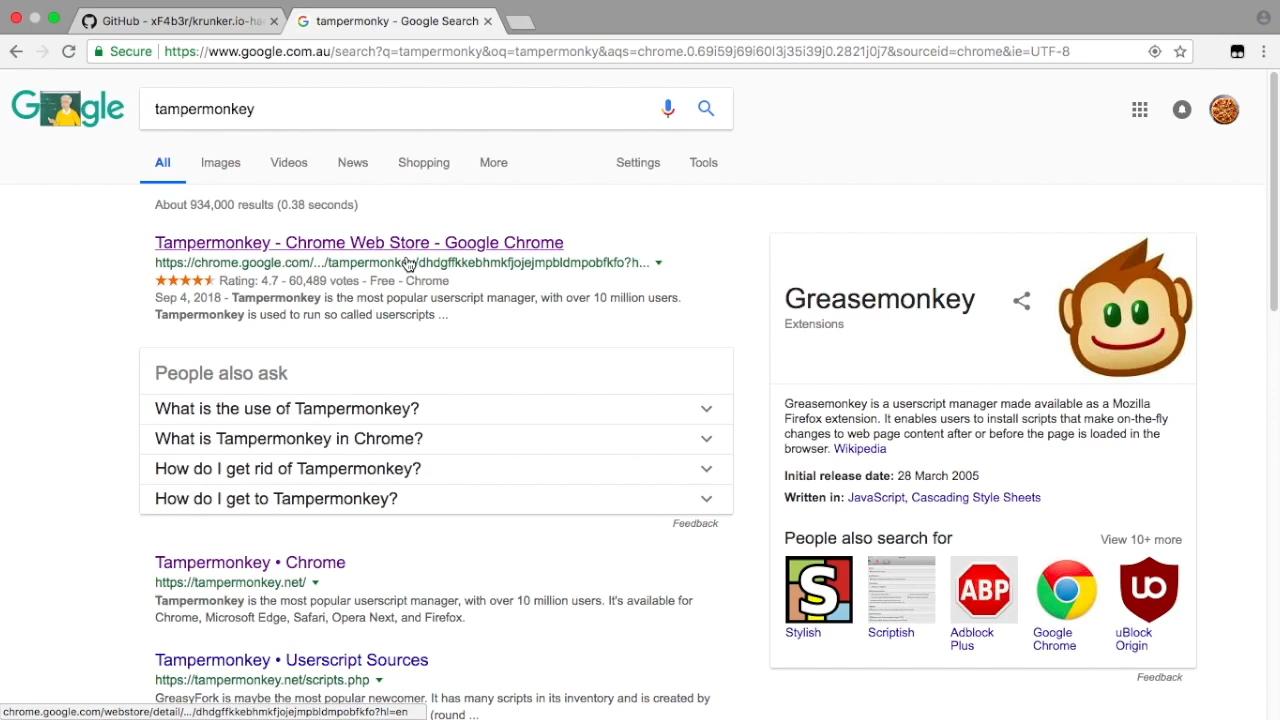 GitHub - xF4b3r/krunker.io-ha
tampermonky - Google Search
Secure
https://www.google.com.au/search?q=tampermonky&oq=tampermonky&aqs=chrome.0.69i59j69i60l3j35i39j0.2821j0j7&sourceid=chrome&ie=UTF-8
Google
tampermonkey
All Images Videos News Shopping More Settings Tools
About 934,000 results (0.38 seconds)
Tampermonkey - Chrome Web Store - Google Chrome
https://chrome.google.com/.../tampermonkey/dhdgffkkebhmkfjojejmpbldmpobfkfo?h...
Rating: 4.7 - 60,489 votes - Free - Chrome
Sep 4, 2018 - Tampermonkey is the most popular userscript manager, with over 10 million users.
Tampermonkey is used to run so called userscripts ...
People also ask
What is the use of Tampermonkey?
What is Tampermonkey in Chrome?
How do I get rid of Tampermonkey?
How do I get to Tampermonkey?
Feedback
Tampermonkey • Chrome
https://tampermonkey.net/
Tampermonkey is the most popular userscript manager, with over 10 million users. It's available for
Chrome, Microsoft Edge, Safari, Opera Next, and Firefox.
Tampermonkey • Userscript Sources
https://tampermonkey.net/scripts.php
GreasyFork is maybe the most popular newcomer. It has many scripts in its inventory and is created by
(round ...
chrome.google.com/webstore/detail/.../dhdgffkkebhmkfjojejmpbldmpobfkfo?hl=en
Greasemonkey
Extensions
Greasemonkey is a userscript manager made available as a Mozilla
Firefox extension. It enables users to install scripts that make on-the-fly
changes to web page content after or before the page is loaded in the
browser. Wikipedia
Initial release date: 28 March 2005
Written in: JavaScript, Cascading Style Sheets
People also search for
View 10+ more
S
ABP
uo
Stylish
Scriptish
Adblock
Plus
Google
Chrome
uBlock
Origin
Feedback